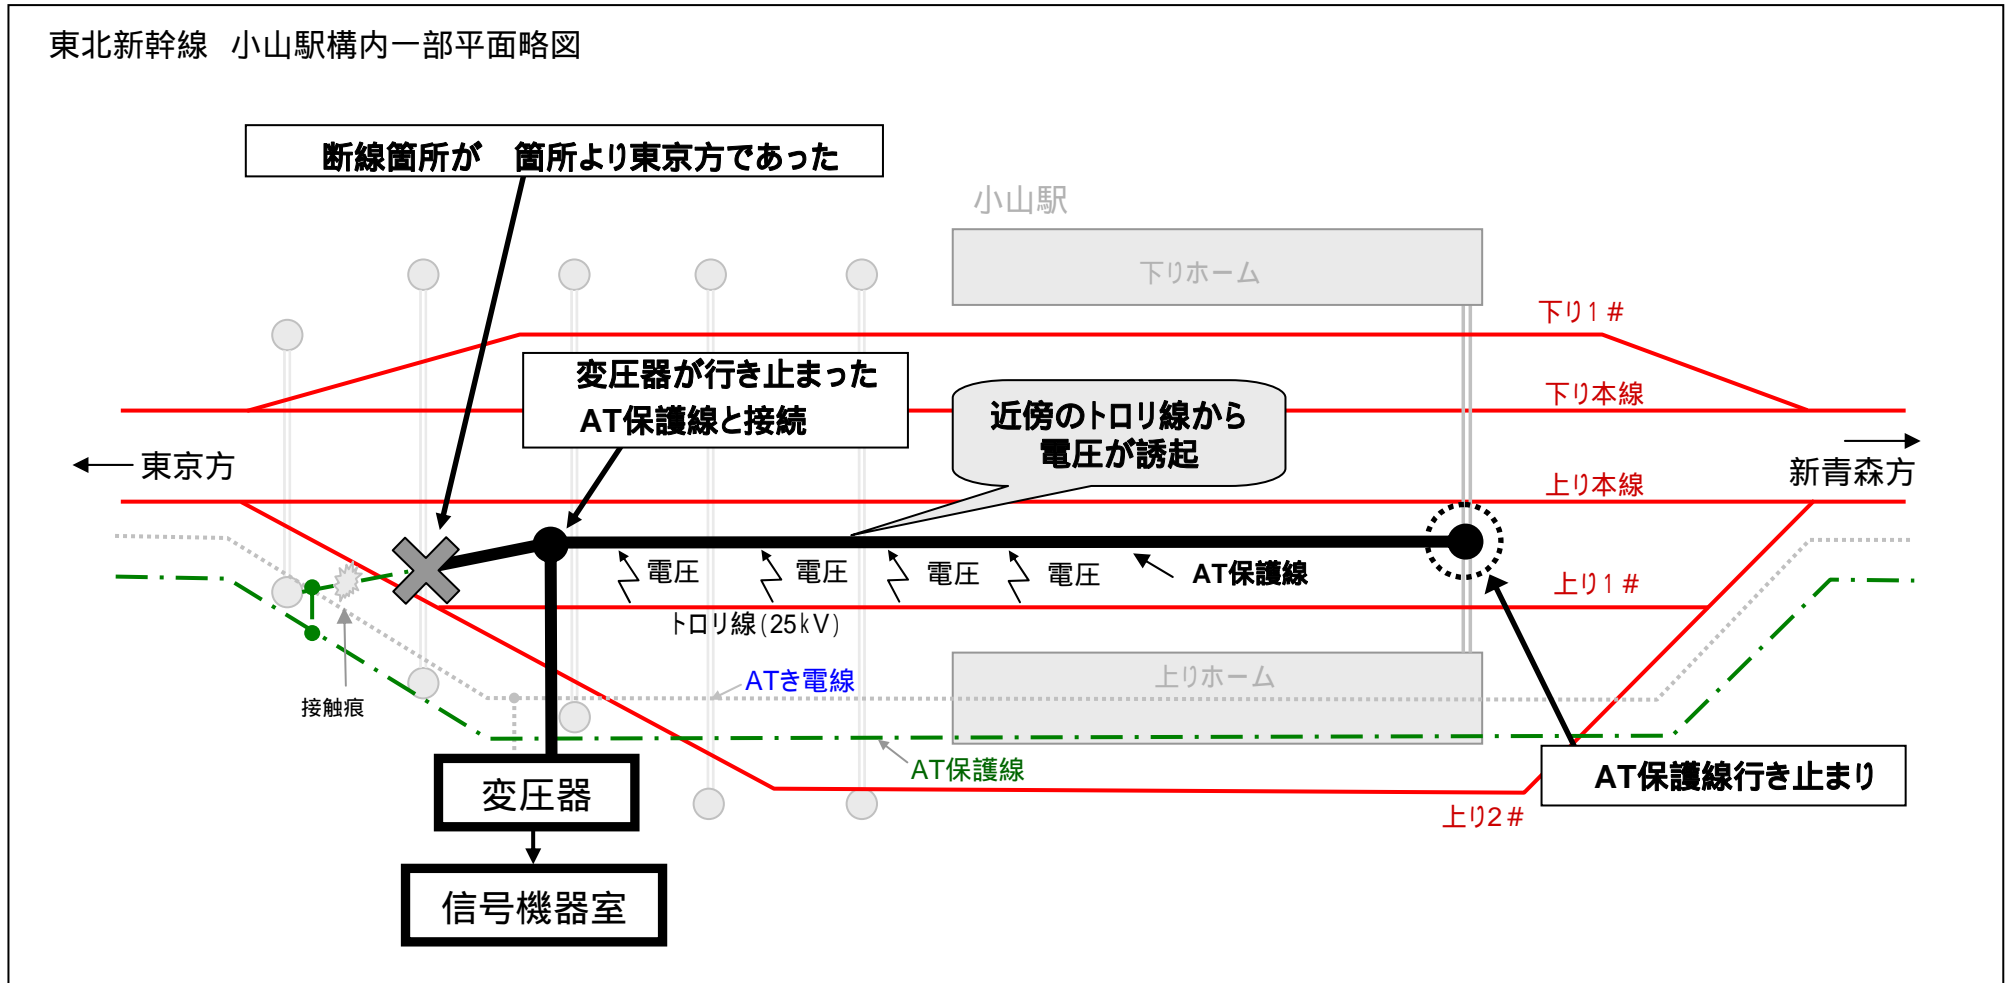 東北新幹線 小山駅構内一部平面略図
断線箇所が 箇所より東京方であった
小山駅
下りホーム
下り1#
変圧器が行き止まった
AT保護線と接続
近傍のトロリ線から
電圧が誘起
下り本線
東京方
新青森方
上り本線
電圧
電圧
電圧
電圧
AT保護線
上り1#
トロリ線(25kV)
ATき電線
上りホーム
接触痕
AT保護線
変圧器
AT保護線行き止まり
上り2#
信号機器室